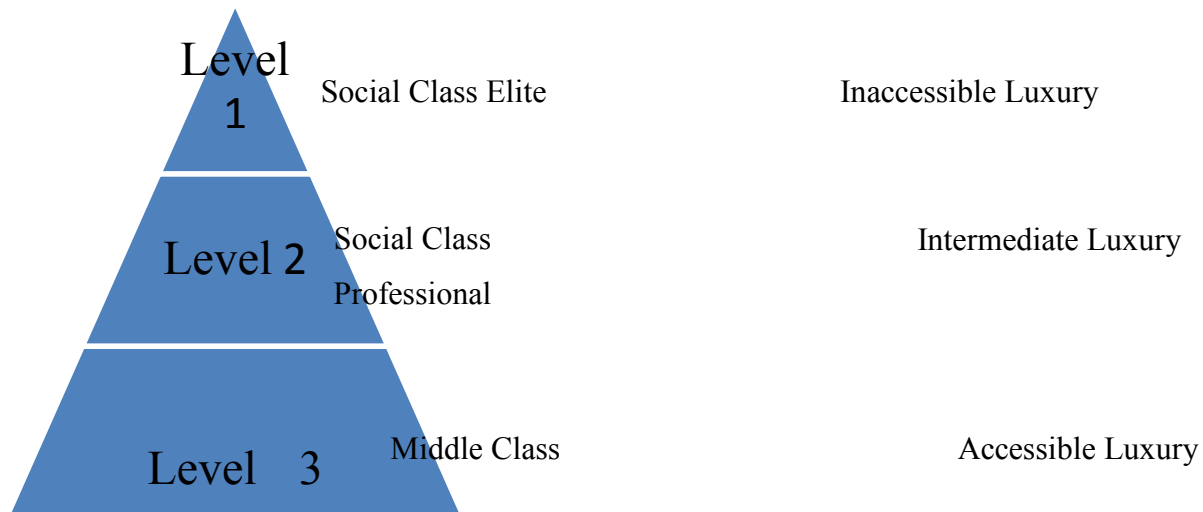 Level
1
Social Class Elite
Inaccessible Luxury
Level 2
Social Class
Professional
Intermediate Luxury
Level 3
Middle Class
Accessible Luxury